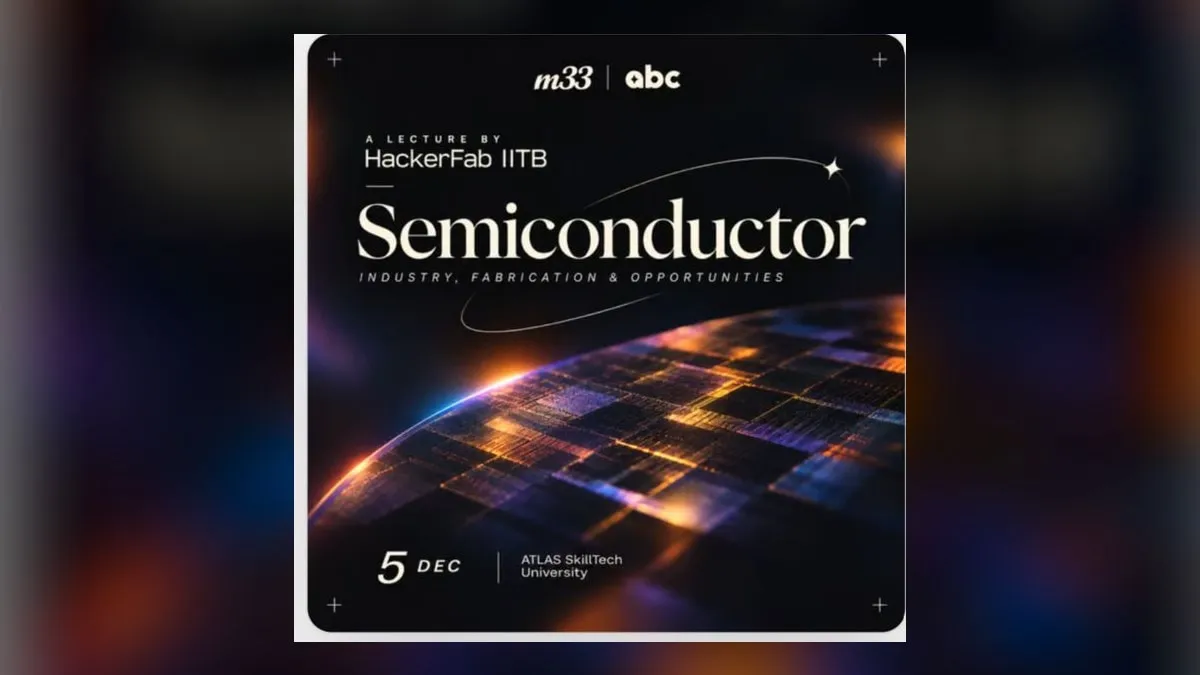 m33 | abc
A LECTURE BY
HackerFab IITB
Semiconductor
INDUSTRY, FABRICATION & OPPORTUNITIES
5 DEC
ATLAS SkillTech
University